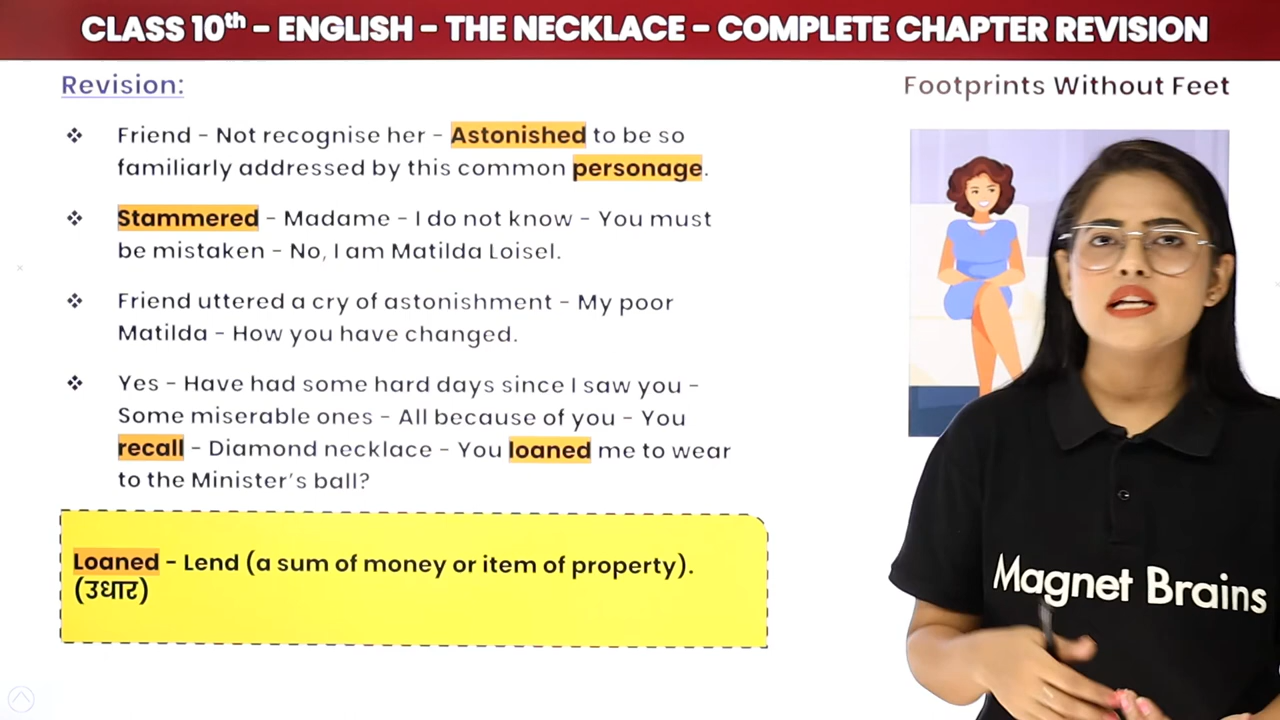 CLASS 10th - ENGLISH - THE NECKLACE - COMPLETE CHAPTER REVISION
Revision:
Footprints Without Feet
❖ Friend - Not recognise her - Astonished to be so
familiarly addressed by this common personage.
❖ Stammered - Madame - I do not know - You must
be mistaken - No, I am Matilda Loisel.
❖ Friend uttered a cry of astonishment - My poor
Matilda - How you have changed.
❖ Yes - Have had some hard days since I saw you -
Some miserable ones - All because of you - You
recall - Diamond necklace - You loaned me to wear
to the Minister's ball?
Loaned - Lend (a sum of money or item of property).
(उधार)
Magnet Brains